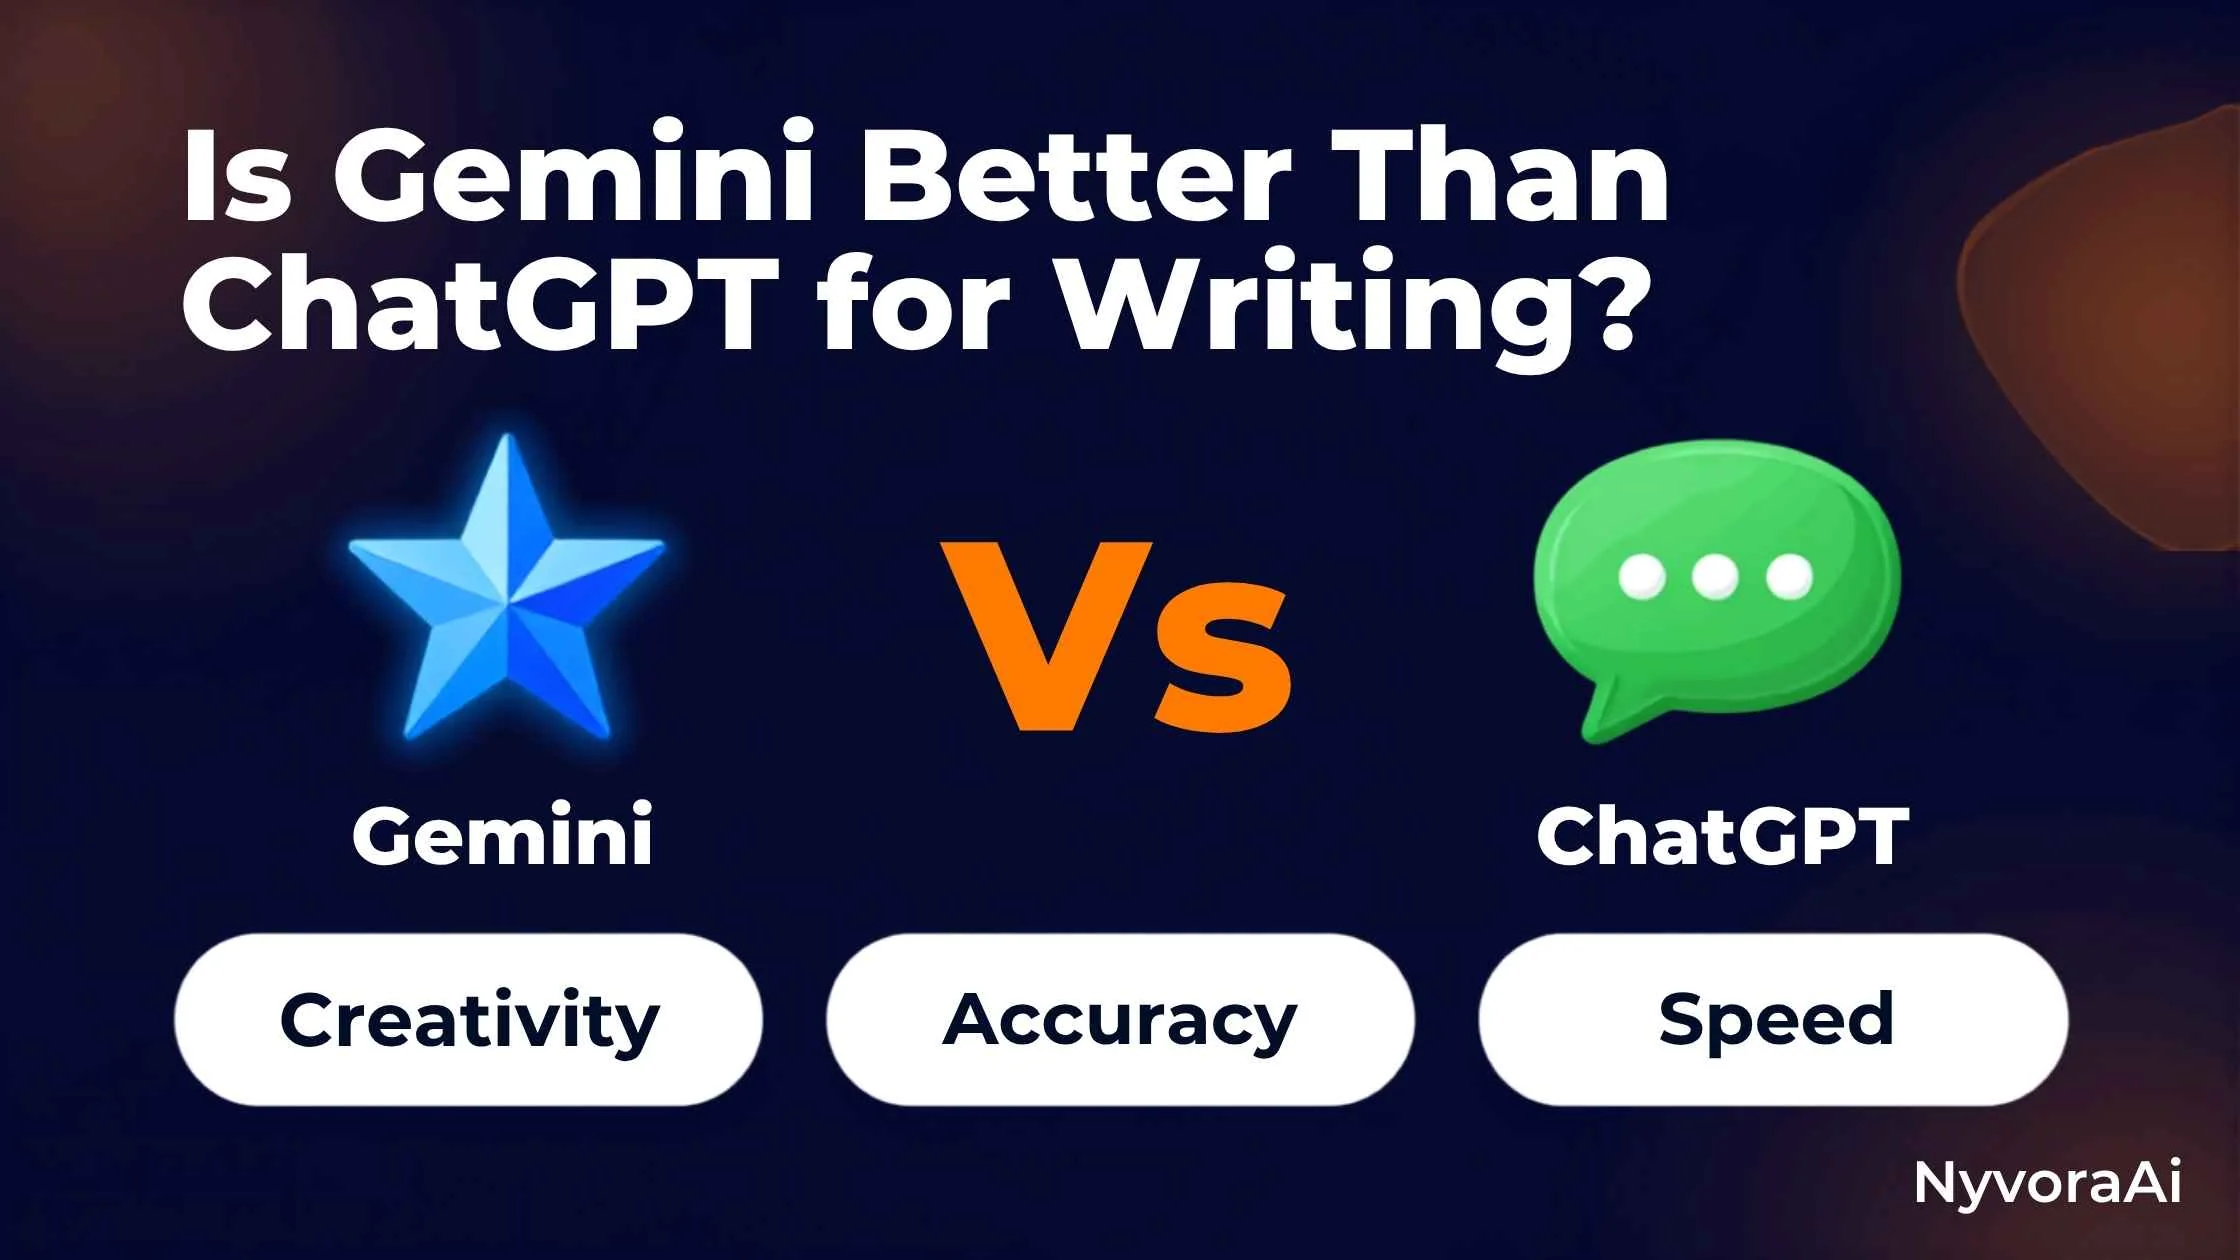 Is Gemini Better Than
ChatGPT for Writing?
Vs
Gemini
ChatGPT
Creativity
Accuracy
Speed
NyvoraAi